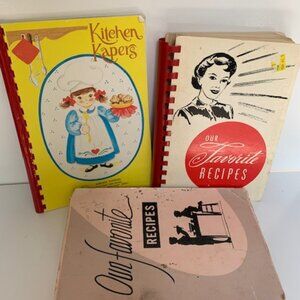 Kitchen
Kapers
OUR
Favorite
RECIPES
Our favorite
RECIPES